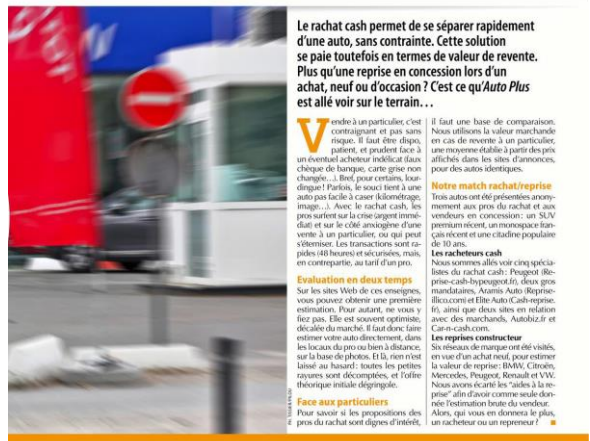 Le rachat cash permet de se séparer rapidement
d'une auto, sans contrainte. Cette solution
se paie toutefois en termes de valeur de revente.
Plus qu'une reprise en concession lors d'un
achat, neuf ou d'occasion ? C'est ce qu'Auto Plus
est allé voir sur le terrain…
Vendre à un particulier, c'est
contraignant et pas sans
risque. Il faut être dispo,
patient, et prudent face à
un éventuel acheteur indélicat (faux
chèque de banque, carte grise non
changée…). Bref, pour certains, lour-
dingue ! Parfois, le souci tient à une
auto pas facile à caser (kilométrage,
image…). Avec le rachat cash, les
pros surfent sur la crise (argent immé-
diat) et sur le côté anxiogène d'une
vente à un particulier, ou qui peut
s'éterniser. Les transactions sont ra-
pides (48 heures) et sécurisées, mais,
en contrepartie, au tarif d'un pro.
Evaluation en deux temps
Sur les sites Web de ces enseignes,
vous pouvez obtenir une première
estimation. Pour autant, ne vous y
fiez pas. Elle est souvent optimiste,
décalée du marché. Il faut donc faire
estimer votre auto directement, dans
les locaux du pro ou bien à distance,
sur la base de photos. Et là, rien n'est
laissé au hasard : toutes les petites
rayures sont décomptées, et l'offre
théorique initiale dégringole.
Face aux particuliers
Pour savoir si les propositions des
pros du rachat sont dignes d'intérêt,
il faut une base de comparaison.
Nous utilisons la valeur marchande
en cas de revente à un particulier,
une moyenne établie à partir des prix
affichés dans les sites d'annonces,
pour des autos identiques.
Notre match rachat/reprise
Trois autos ont été présentées anony-
mement aux pros du rachat et aux
vendeurs en concession : un SUV
premium récent, un monospace fran-
çais récent et une citadine populaire
de 10 ans.
Les racheteurs cash
Nous sommes allés voir cinq spécia-
listes du rachat cash : Peugeot (Re-
prise-cash-bypeugeot.fr), deux gros
mandataires, Aramis Auto (Reprise-
illico.com) et Elite Auto (Cash-reprise.
fr), ainsi que deux sites en relation
avec des marchands, Autobiz.fr et
Car-n-cash.com.
Les reprises constructeur
Six réseaux de marque ont été visités,
en vue d'un achat neuf, pour estimer
la valeur de reprise : BMW, Citroën,
Mercedes, Peugeot, Renault et VW.
Nous avons écarté les "aides à la re-
prise" afin d'avoir comme seule don-
née l'estimation brute du vendeur.
Alors, qui vous en donnera le plus,
un racheteur ou un repreneur ?